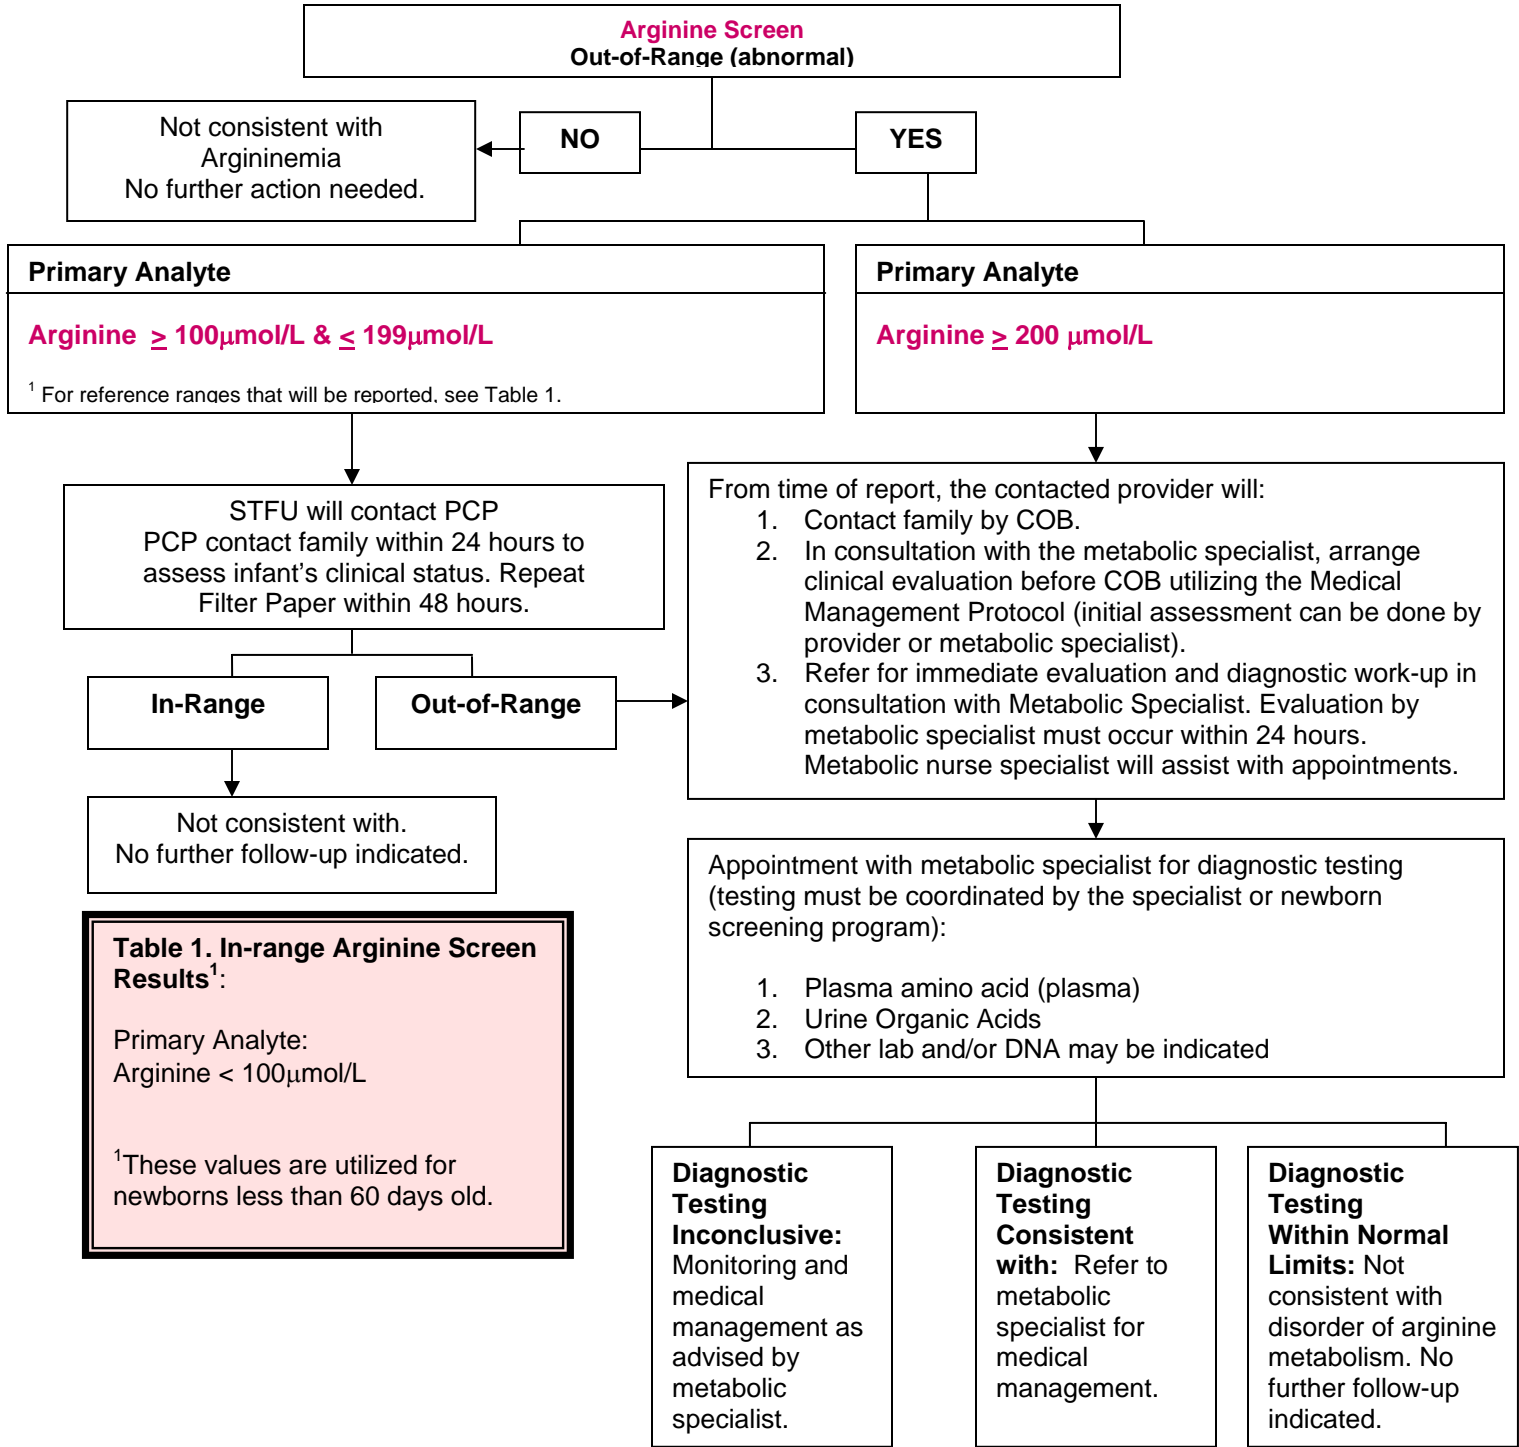 Arginine Screen
Out-of-Range (abnormal)
Not consistent with
Argininemia
No further action needed.
NO
YES
Primary Analyte
Arginine ≥ 100μmol/L & ≤ 199μmol/L
¹ For reference ranges that will be reported, see Table 1.
Primary Analyte
Arginine ≥ 200 μmol/L
STFU will contact PCP
PCP contact family within 24 hours to
assess infant's clinical status. Repeat
Filter Paper within 48 hours.
In-Range
Out-of-Range
Not consistent with.
No further follow-up indicated.
From time of report, the contacted provider will:
1. Contact family by COB.
2. In consultation with the metabolic specialist, arrange
clinical evaluation before COB utilizing the Medical
Management Protocol (initial assessment can be done by
provider or metabolic specialist).
3. Refer for immediate evaluation and diagnostic work-up in
consultation with Metabolic Specialist. Evaluation by
metabolic specialist must occur within 24 hours.
Metabolic nurse specialist will assist with appointments.
Appointment with metabolic specialist for diagnostic testing
(testing must be coordinated by the specialist or newborn
screening program):
1. Plasma amino acid (plasma)
2. Urine Organic Acids
3. Other lab and/or DNA may be indicated
Table 1. In-range Arginine Screen
Results¹:
Primary Analyte:
Arginine < 100μmol/L
¹These values are utilized for
newborns less than 60 days old.
Diagnostic
Testing
Inconclusive:
Monitoring and
medical
management as
advised by
metabolic
specialist.
Diagnostic
Testing
Consistent
with: Refer to
metabolic
specialist for
medical
management.
Diagnostic
Testing
Within Normal
Limits: Not
consistent with
disorder of arginine
metabolism. No
further follow-up
indicated.